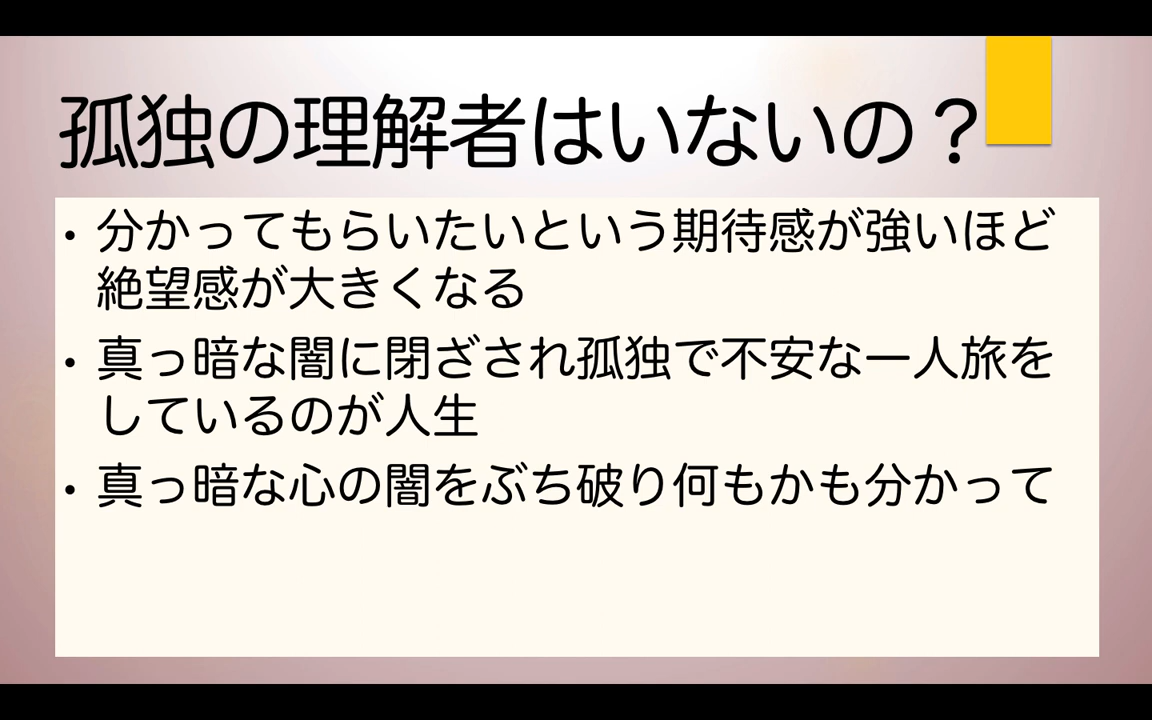 孤独の理解者はいないの？
• 分かってもらいたいという期待感が強いほど
絶望感が大きくなる
• 真っ暗な闇に閉ざされ孤独で不安な一人旅を
しているのが人生
• 真っ暗な心の闇をぶち破り何もかも分かって